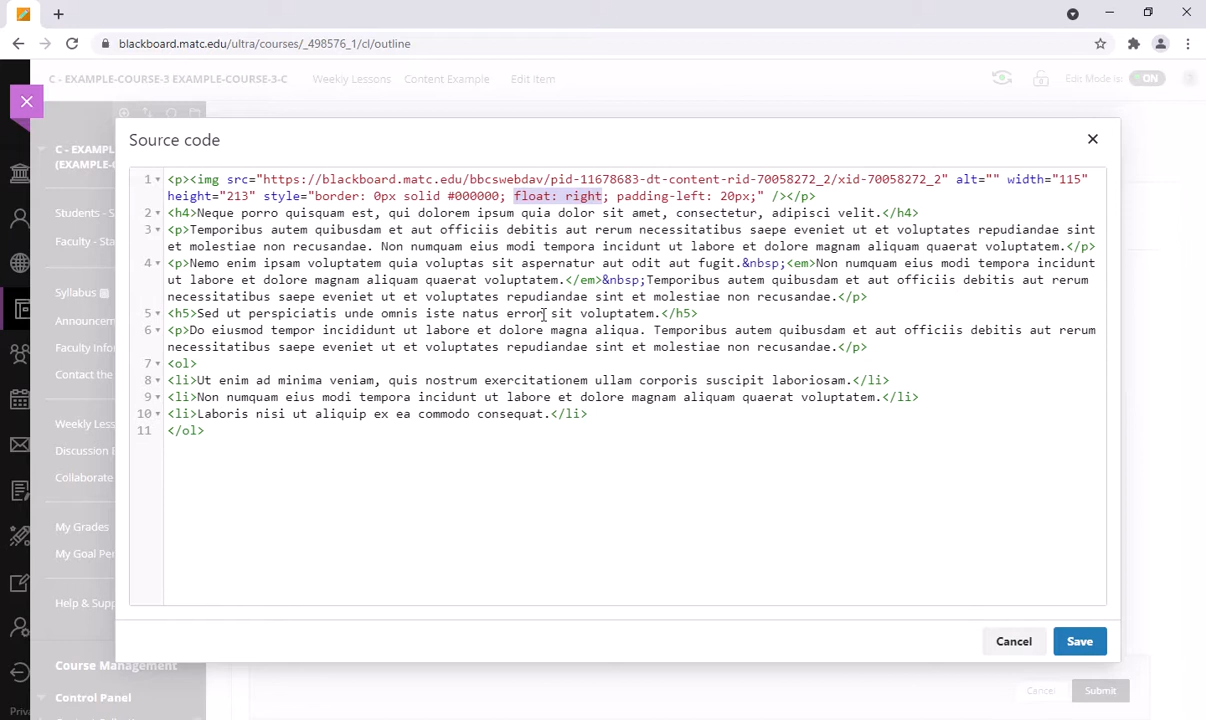 blackboard.matc.edu/ultra/courses/_498576_1/cl/outline
C - EXAMPLE-COURSE-3 EXAMPLE-COURSE-3-C
Weekly Lessons
Content Example
Edit Item
Edit Mode is:
ON
?
C - EXAMPL
(EXAMPLE-C
Source code
1 <p><img src="https://blackboard.matc.edu/bbcswebdav/pid-11678683-dt-content-rid-70058272_2/xid-70058272_2" alt="" width="115"
height="213" style="border: 0px solid #000000; float: right; padding-left: 20px;" /></p>
2 <h4>Neque porro quisquam est, qui dolorem ipsum quia dolor sit amet, consectetur, adipisci velit.</h4>
3 <p>Temporibus autem quibusdam et aut officiis debitis aut rerum necessitatibus saepe eveniet ut et voluptates repudiandae sint
et molestiae non recusandae. Non numquam eius modi tempora incidunt ut labore et dolore magnam aliquam quaerat voluptatem.</p>
4 <p>Nemo enim ipsam voluptatem quia voluptas sit aspernatur aut odit aut fugit.&nbsp;<em>Non numquam eius modi tempora incidunt
ut labore et dolore magnam aliquam quaerat voluptatem.</em>&nbsp;Temporibus autem quibusdam et aut officiis debitis aut rerum
necessitatibus saepe eveniet ut et voluptates repudiandae sint et molestiae non recusandae.</p>
5 <h5>Sed ut perspiciatis unde omnis iste natus error sit voluptatem.</h5>
6 <p>Do eiusmod tempor incididunt ut labore et dolore magna aliqua. Temporibus autem quibusdam et aut officiis debitis aut rerum
necessitatibus saepe eveniet ut et voluptates repudiandae sint et molestiae non recusandae.</p>
7 <ol>
8 <li>Ut enim ad minima veniam, quis nostrum exercitationem ullam corporis suscipit laboriosam.</li>
9 <li>Non numquam eius modi tempora incidunt ut labore et dolore magnam aliquam quaerat voluptatem.</li>
10 <li>Laboris nisi ut aliquip ex ea commodo consequat.</li>
11 </ol>
Students - S
Faculty - Sta
Syllabus
Announcem
Faculty Infor
Contact the
Weekly Less
Discussion
Collaborate
My Grades
My Goal Per
Help & Supp
Cancel
Save
Course Management
Control Panel
Cancel
Submit
Priva